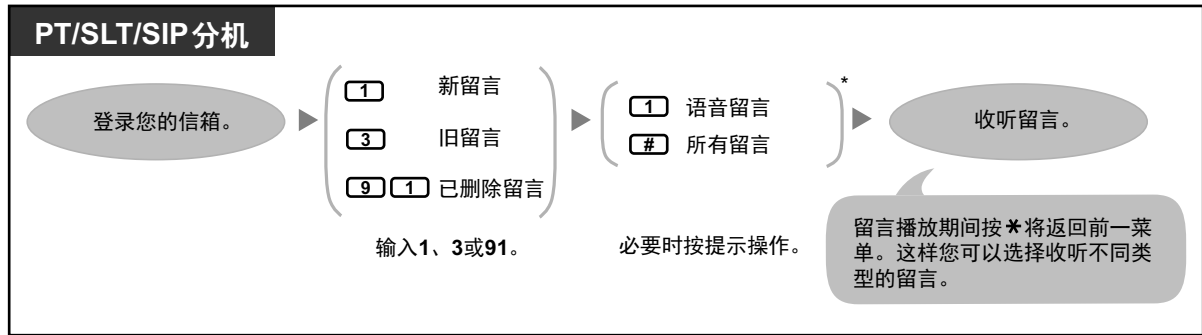 PT/SLT/SIP分机
登录您的信箱。
1 新留言
3 旧留言
9 1 已删除留言
输入1、3或91。
*
1 语音留言
# 所有留言
必要时按提示操作。
收听留言。
留言播放期间按*将返回前一菜
单。这样您可以选择收听不同类
型的留言。